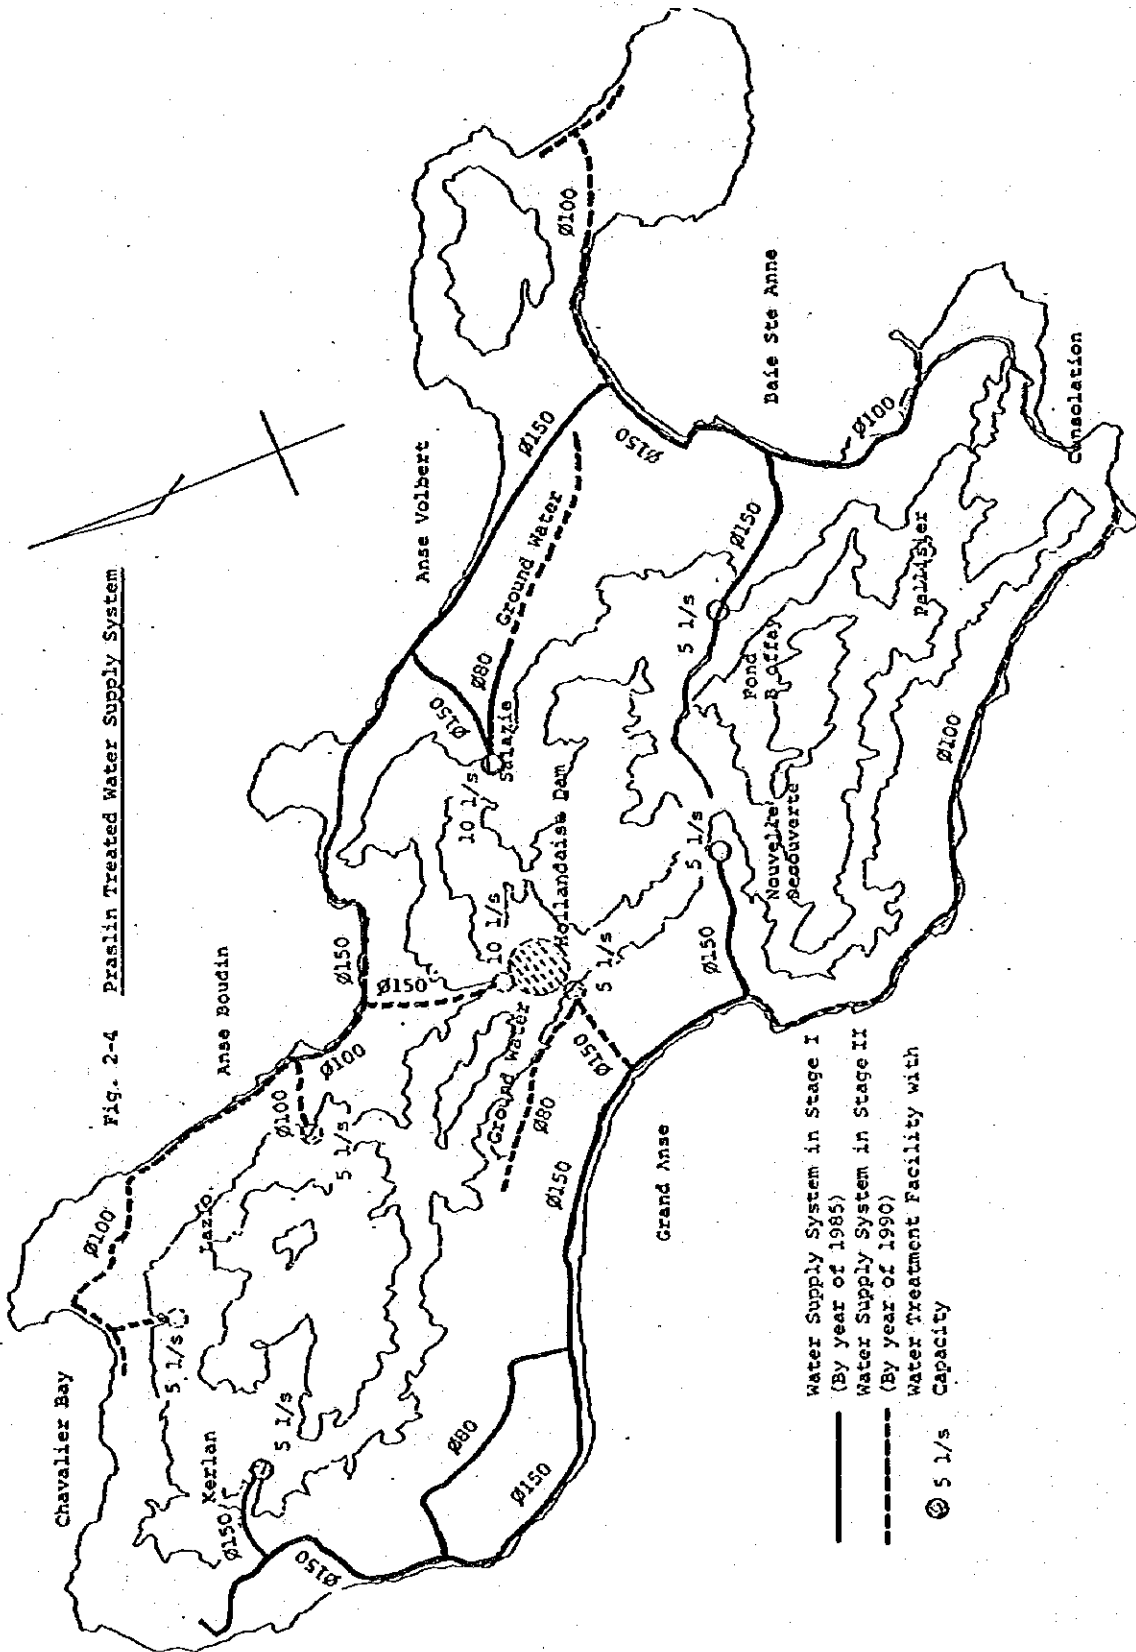 Fig. 2-4 Praslin Treated Water Supply System
Chavalier Bay
Anse Boudin
Anse Volbert
Baie Ste Anne
Consolation
Grand Anse
Kerlan
Lazio
Salazie
Hollandaise Dam
Nouvelle
Decouverte
Fond
B offay
Pallisier
Ground Water
Ground Water
Ø100
Ø100
Ø100
Ø150
Ø150
Ø150
Ø80
Ø150
Ø150
Ø100
Ø100
Ø150
Ø150
Ø100
Ø150
Ø80
Ø150
Ø80
Ø150
Ø150
Ø150
5 l/s
5 l/s
5 l/s
10 l/s
10 l/s
5 l/s
5 l/s
5 l/s
Water Supply System in Stage I
(By year of 1985)
Water Supply System in Stage II
(By year of 1990)
5 l/s
Water Treatment Facility with
Capacity